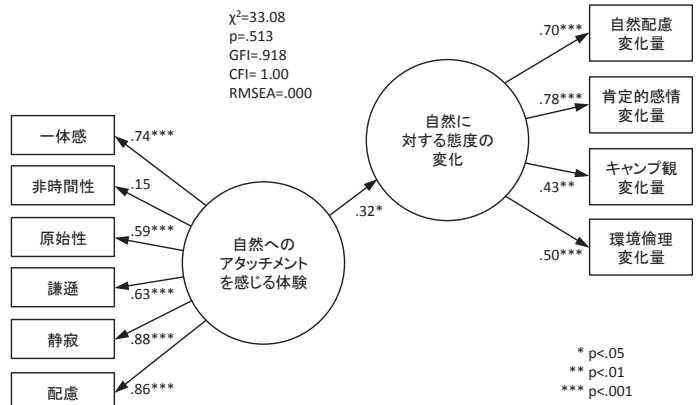 χ²=33.08
p=.513
GFI=.918
CFI= 1.00
RMSEA=.000
一体感
非時間性
原始性
謙遜
静寂
配慮
.74***
.15
.59***
.63***
.88***
.86***
自然への
アタッチメント
を感じる体験
.32*
自然に
対する態度の
変化
.70***
.78***
.43**
.50***
自然配慮
変化量
肯定的感情
変化量
キャンプ観
変化量
環境倫理
変化量
* p<.05
** p<.01
*** p<.001